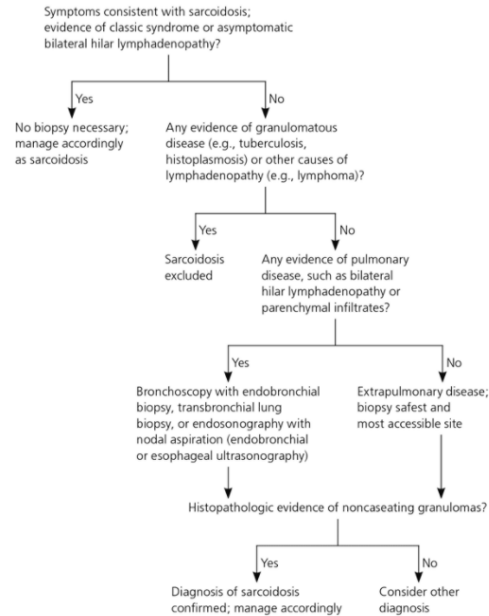 Symptoms consistent with sarcoidosis;
evidence of classic syndrome or asymptomatic
bilateral hilar lymphadenopathy?
Yes
No
No biopsy necessary;
manage accordingly
as sarcoidosis
Any evidence of granulomatous
disease (e.g., tuberculosis,
histoplasmosis) or other causes of
lymphadenopathy (e.g., lymphoma)?
Yes
No
Sarcoidosis
excluded
Any evidence of pulmonary
disease, such as bilateral
hilar lymphadenopathy or
parenchymal infiltrates?
Yes
No
Bronchoscopy with endobronchial
biopsy, transbronchial lung
biopsy, or endosonography with
nodal aspiration (endobronchial
or esophageal ultrasonography)
Extrapulmonary disease;
biopsy safest and
most accessible site
Histopathologic evidence of noncaseating granulomas?
Yes
No
Diagnosis of sarcoidosis
confirmed; manage accordingly
Consider other
diagnosis